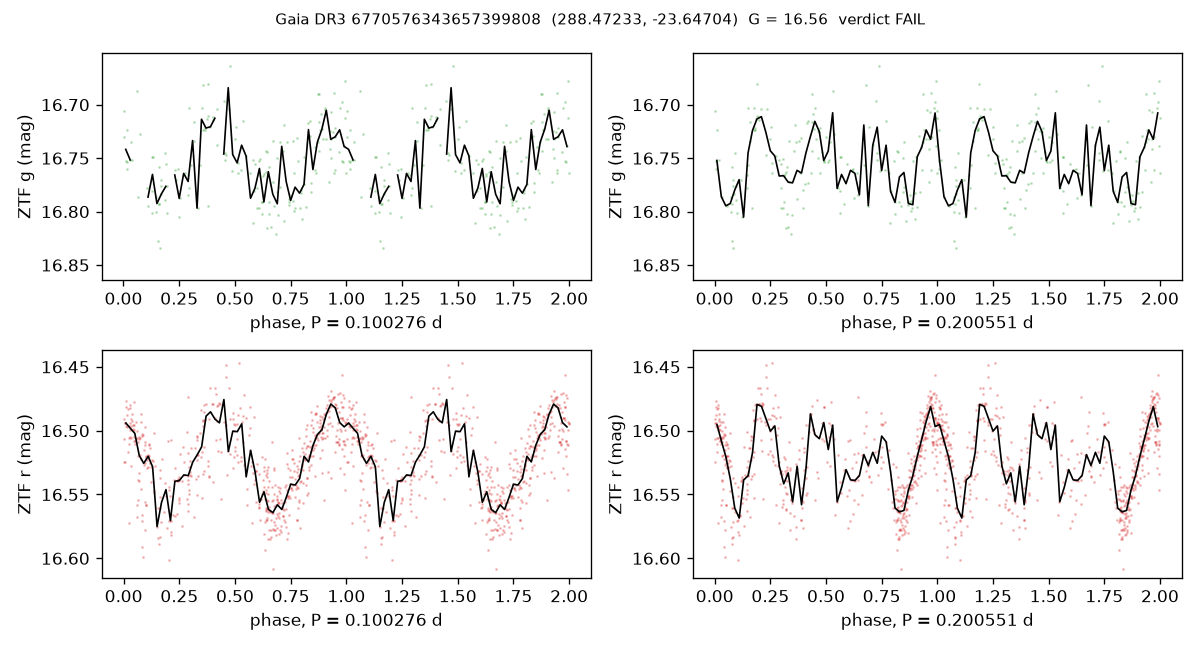 Gaia DR3 6770576343657399808 (288.47233, -23.64704) G = 16.56 verdict FAIL
ZTF g (mag)
16.70
16.75
16.80
16.85
0.00 0.25 0.50 0.75 1.00 1.25 1.50 1.75 2.00
phase, P = 0.100276 d
ZTF g (mag)
16.70
16.75
16.80
16.85
0.00 0.25 0.50 0.75 1.00 1.25 1.50 1.75 2.00
phase, P = 0.200551 d
ZTF r (mag)
16.45
16.50
16.55
16.60
0.00 0.25 0.50 0.75 1.00 1.25 1.50 1.75 2.00
phase, P = 0.100276 d
ZTF r (mag)
16.45
16.50
16.55
16.60
0.00 0.25 0.50 0.75 1.00 1.25 1.50 1.75 2.00
phase, P = 0.200551 d